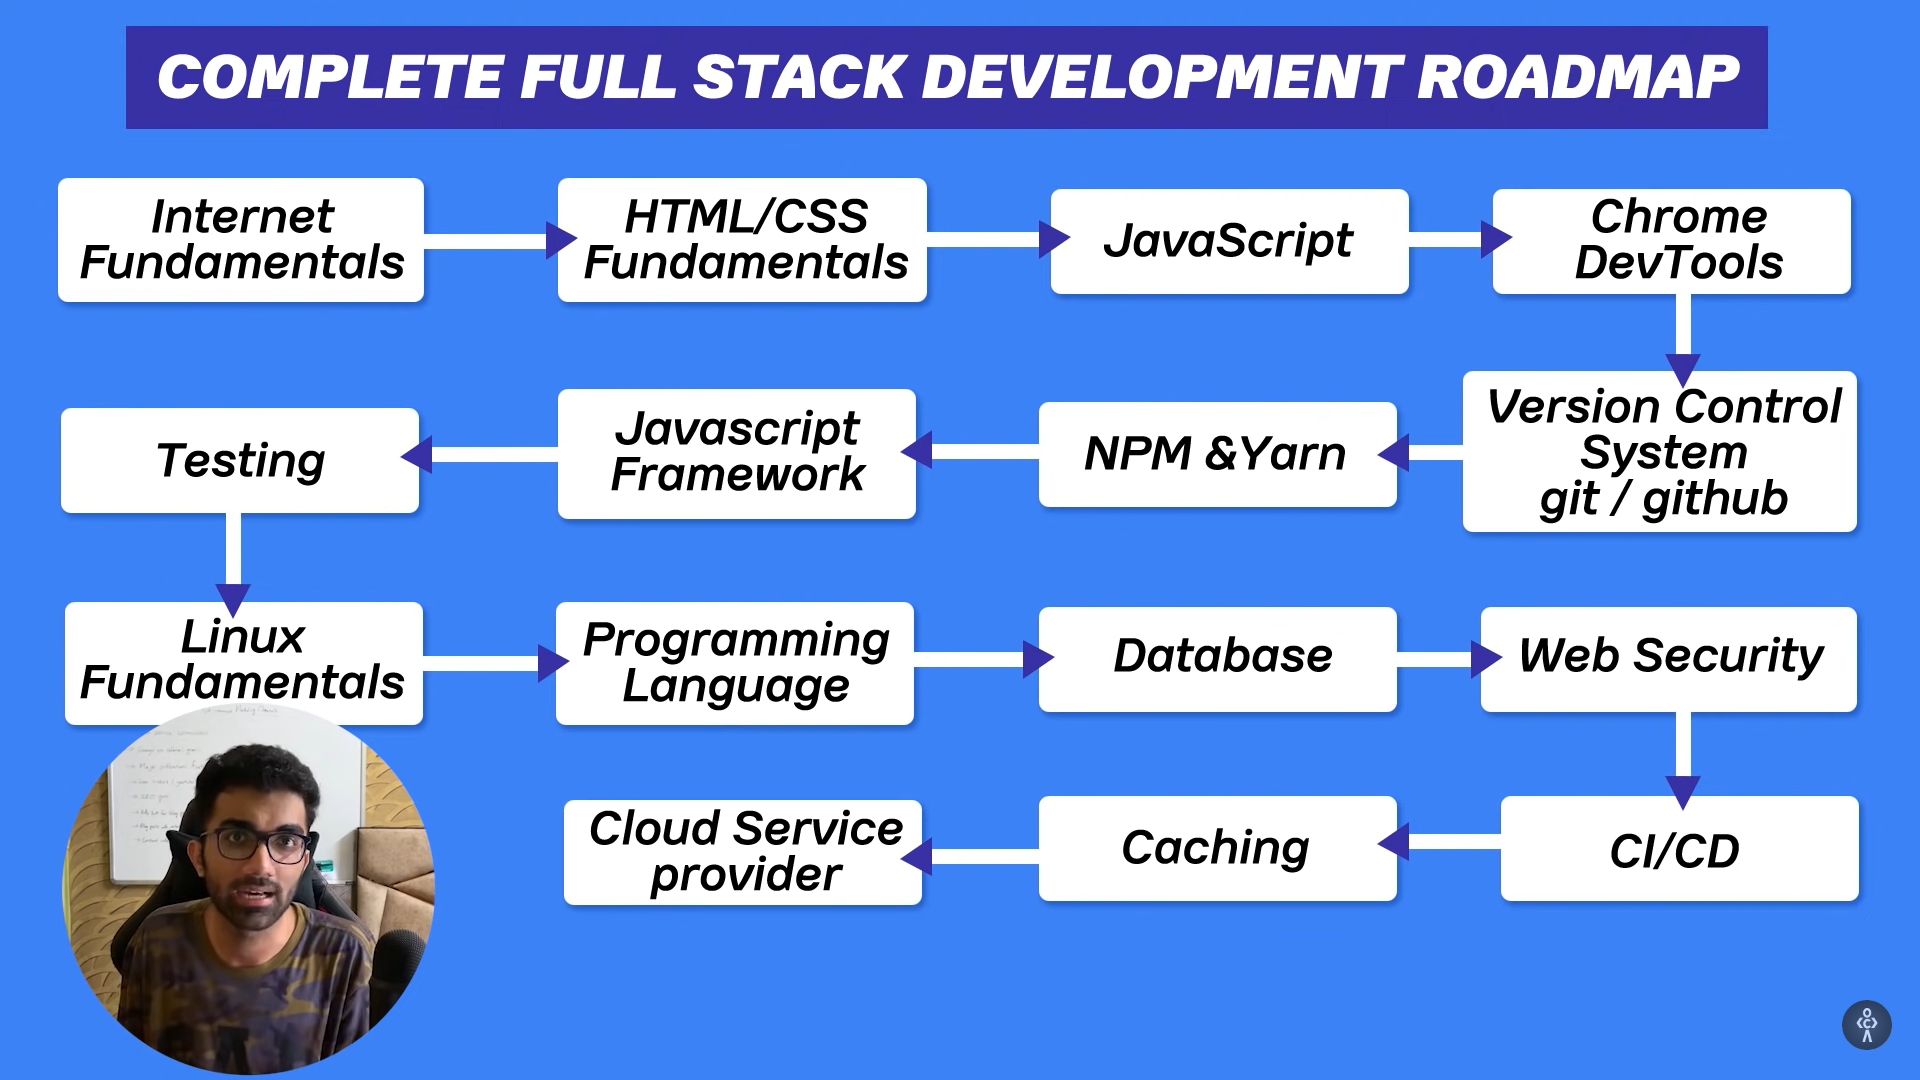 COMPLETE FULL STACK DEVELOPMENT ROADMAP
Internet
Fundamentals
HTML/CSS
Fundamentals
JavaScript
Chrome
DevTools
Version Control
System
git / github
NPM &Yarn
Javascript
Framework
Testing
Linux
Fundamentals
Programming
Language
Database
Web Security
CI/CD
Caching
Cloud Service
provider